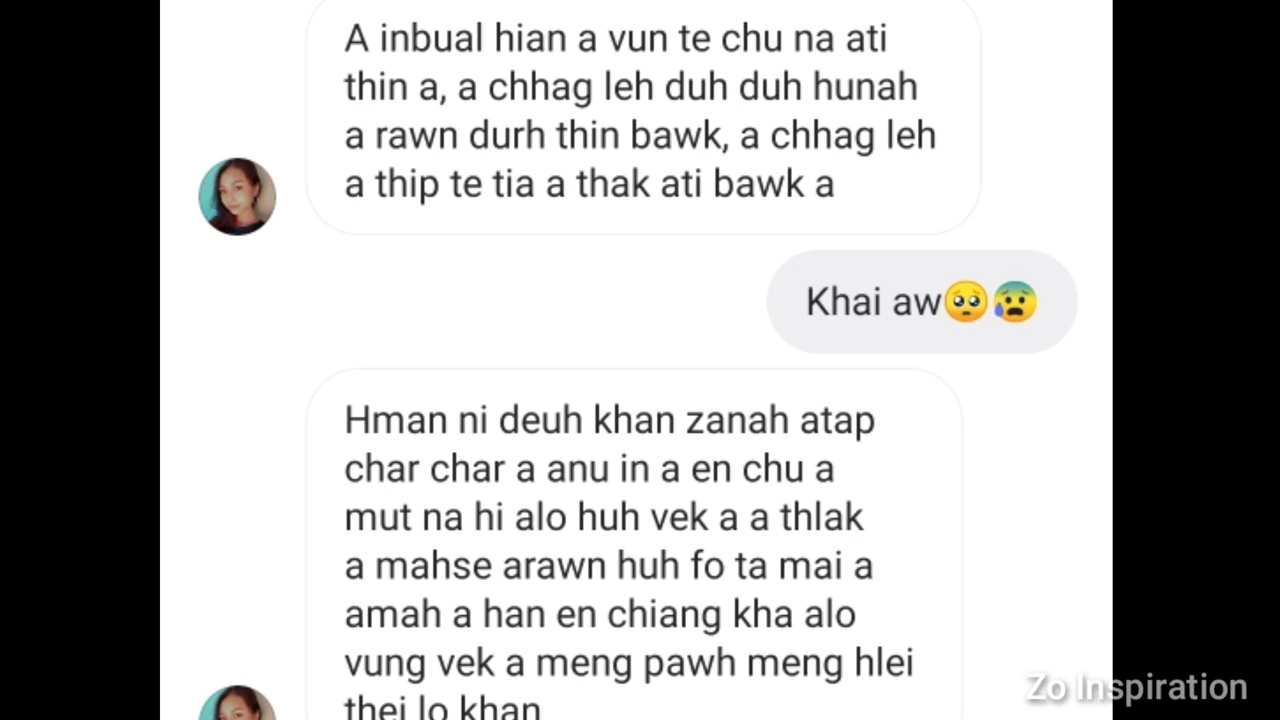 A inbual hian a vun te chu na ati
thin a, a chhag leh duh duh hunah
a rawn durh thin bawk, a chhag leh
a thip te tia a thak ati bawk a
Khai aw🥺😰
Hman ni deuh khan zanah atap
char char a anu in a en chu a
mut na hi alo huh vek a a thlak
a mahse arawn huh fo ta mai a
amah a han en chiang kha alo
vung vek a meng pawh meng hlei
thei lo khan
Zo Inspiration